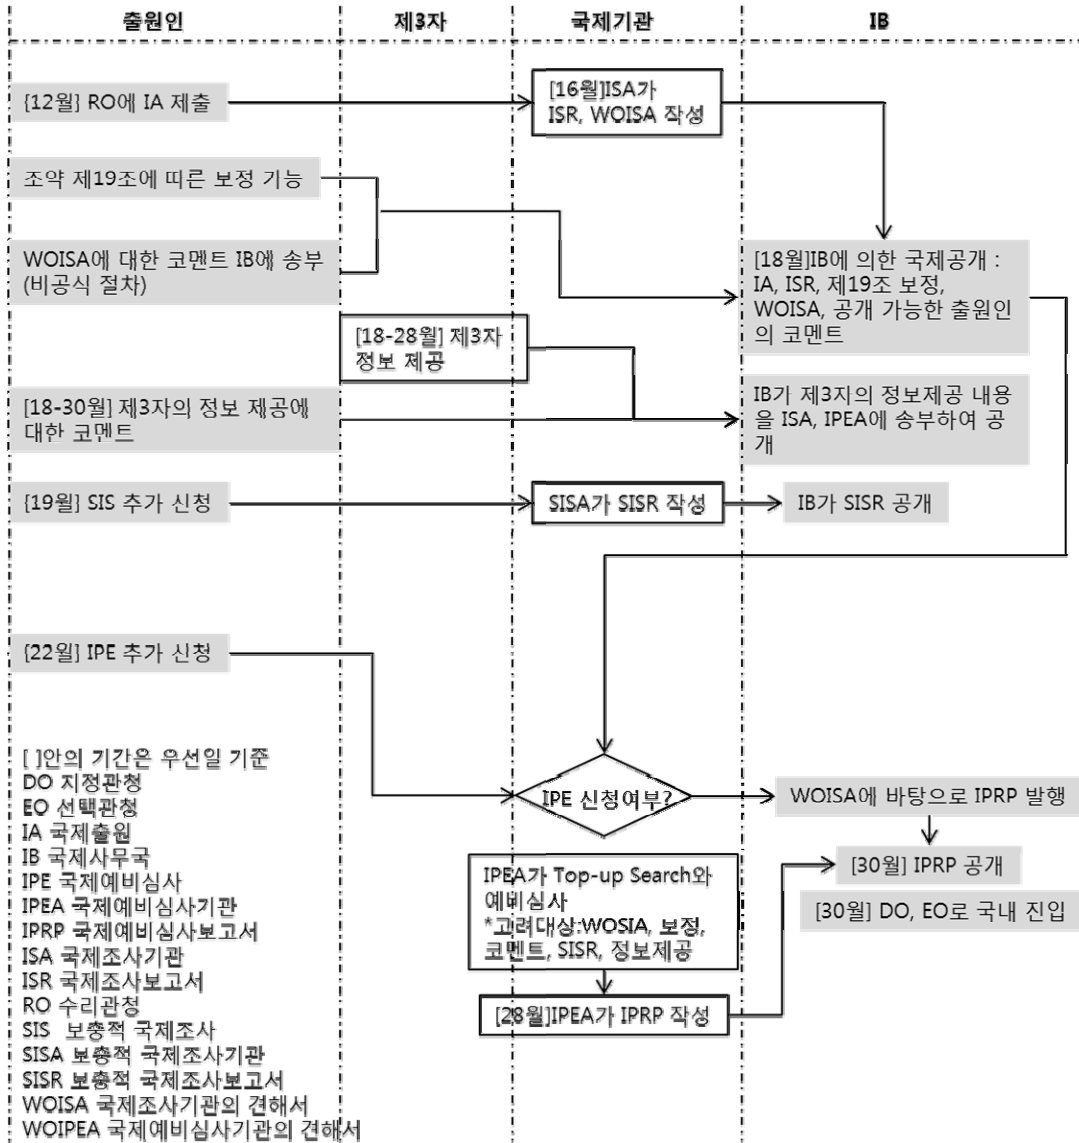 출원인
제3자
국제기관
IB
[12월] RO에 IA 제출
[16월]ISA가
ISR, WOISA 작성
조약 제19조에 따른 보정 기능
WOISA에 대한 코멘트 IB에 송부
(비공식 절차)
[18월]IB에 의한 국제공개 :
IA, ISR, 제19조 보정,
WOISA, 공개 가능한 출원인
의 코멘트
[18-28월] 제3자
정보 제공
[18-30월] 제3자의 정보 제공에
대한 코멘트
IB가 제3자의 정보제공 내용
을 ISA, IPEA에 송부하여 공
개
[19월] SIS 추가 신청
SISA가 SISR 작성
IB가 SISR 공개
[22월] IPE 추가 신청
IPE 신청여부?
WOISA에 바탕으로 IPRP 발행
[30월] IPRP 공개
[30월] DO, EO로 국내 진입
IPEA가 Top-up Search와
예비심사
*고려대상:WOSIA, 보정,
코멘트, SISR, 정보제공
[28월]IPEA가 IPRP 작성
[ ]안의 기간은 우선일 기준
DO 지정관청
EO 선택관청
IA 국제출원
IB 국제사무국
IPE 국제예비심사
IPEA 국제예비심사기관
IPRP 국제예비심사보고서
ISA 국제조사기관
ISR 국제조사보고서
RO 수리관청
SIS 보충적 국제조사
SISA 보충적 국제조사기관
SISR 보충적 국제조사보고서
WOISA 국제조사기관의 견해서
WOIPEA 국제예비심사기관의 견해서